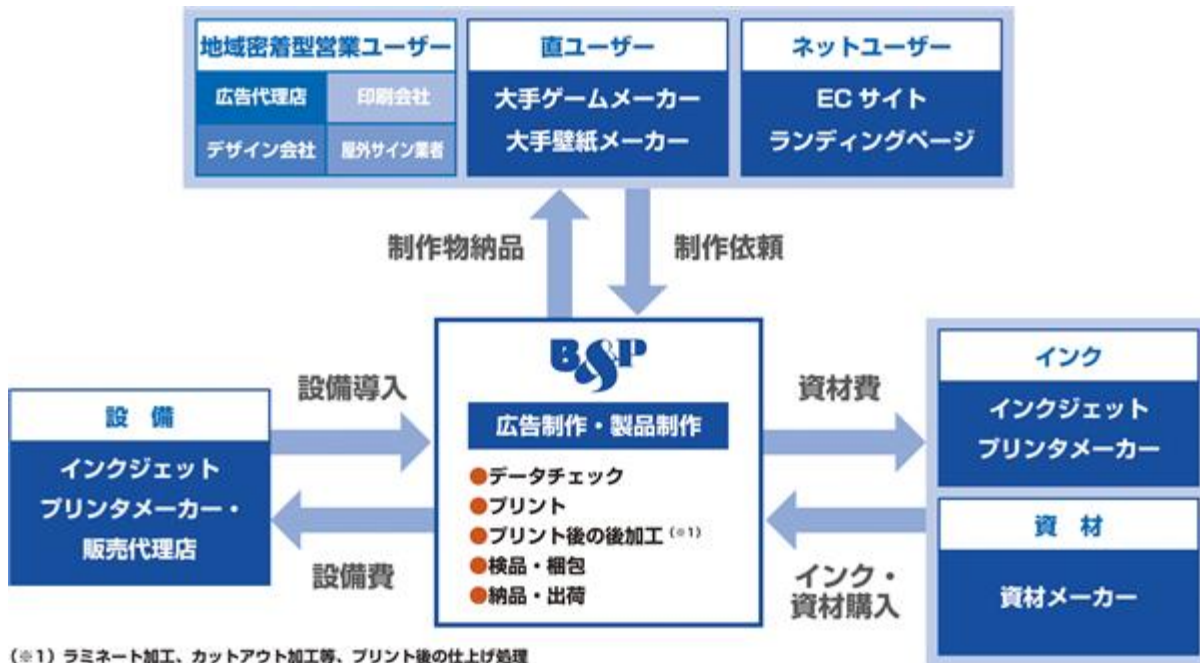 地域密着型営業ユーザー
広告代理店
印刷会社
デザイン会社
屋外サイン業者
直ユーザー
大手ゲームメーカー
大手壁紙メーカー
ネットユーザー
ECサイト
ランディングページ
制作物納品
制作依頼
設備
インクジェット
プリンタメーカー・
販売代理店
設備導入
設備費
B&P
広告制作・製品制作
●データチェック
●プリント
●プリント後の後加工（※1）
●検品・梱包
●納品・出荷
資材費
インク・
資材購入
インク
インクジェット
プリンタメーカー
資材
資材メーカー
（※1）ラミネート加工、カットアウト加工等、プリント後の仕上げ処理